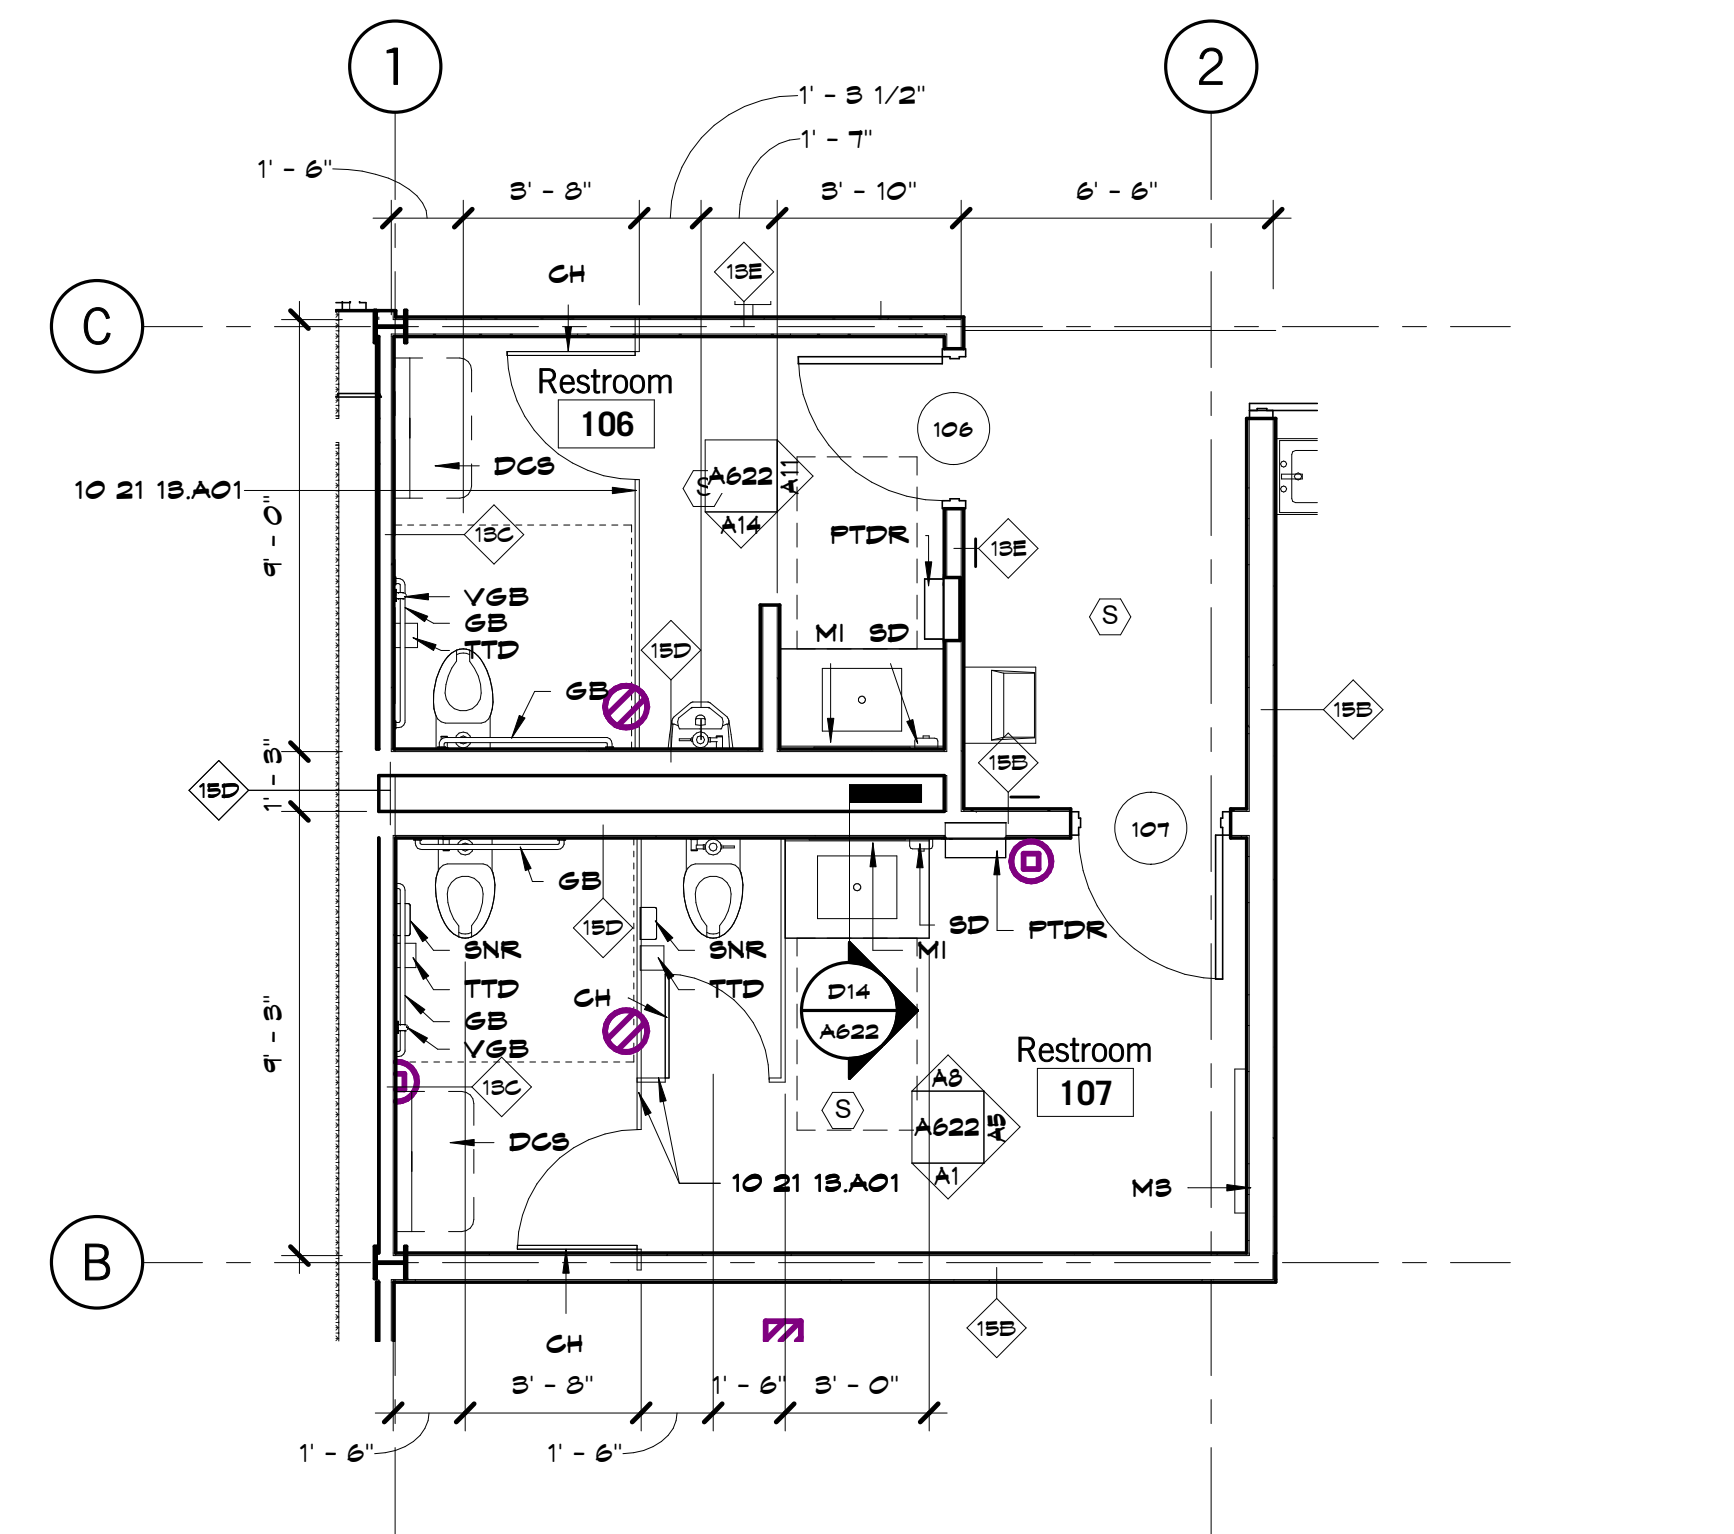 1
2
1' - 3 1/2"
1' - 7"
1' - 6"
3' - 8"
3' - 10"
6' - 6"
CH
13E
C
Restroom
106
106
DCS
S
A622
A11
10 21 13.A01
A14
9' - 0"
13C
PTDR
13E
VGB
GB
TTD
S
MI
SD
15D
GB
15B
15B
1' - 3"
15D
107
GB
SNR
15D
SNR
SD
PTDR
MI
TTD
TTD
CH
D14
A622
GB
VGB
9' - 3"
Restroom
107
13C
A8
S
A622
A5
DCS
A1
10 21 13.A01
M3
B
CH
15B
3' - 8"
1' - 6"
3' - 0"
1' - 6"
1' - 6"